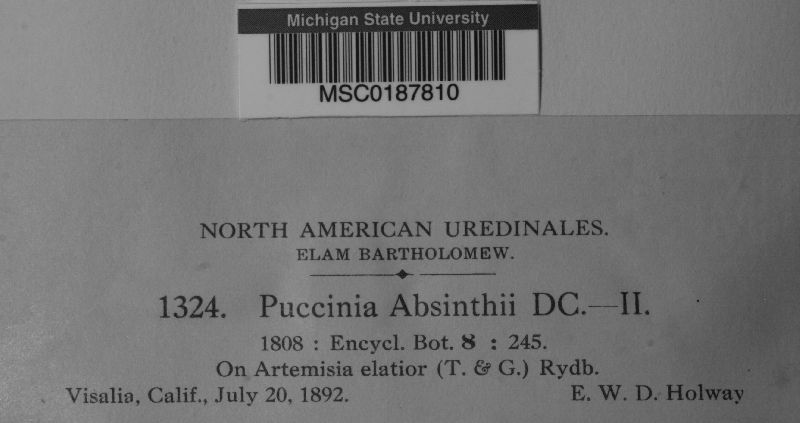 Michigan State University
MSC0187810
NORTH AMERICAN UREDINALES.
ELAM BARTHOLOMEW.
1324. Puccinia Absinthii DC.—II.
1808 : Encycl. Bot. 8 : 245.
On Artemisia elatior (T. & G.) Rydb.
Visalia, Calif., July 20, 1892. E. W. D. Holway